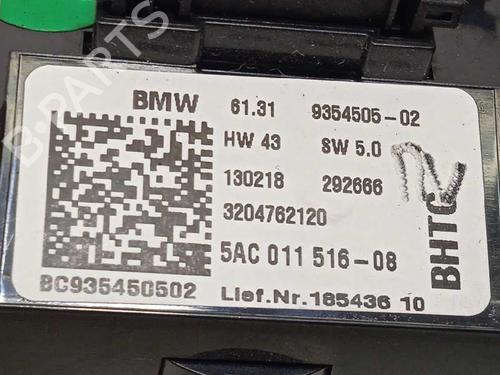 B-PARTS
BMW 61.31 9354505-02
HW 43 SW 5.0
130218 292666
3204762120
5AC 011 516-08
BC935450502 Lief.Nr.185436 10
BHTC